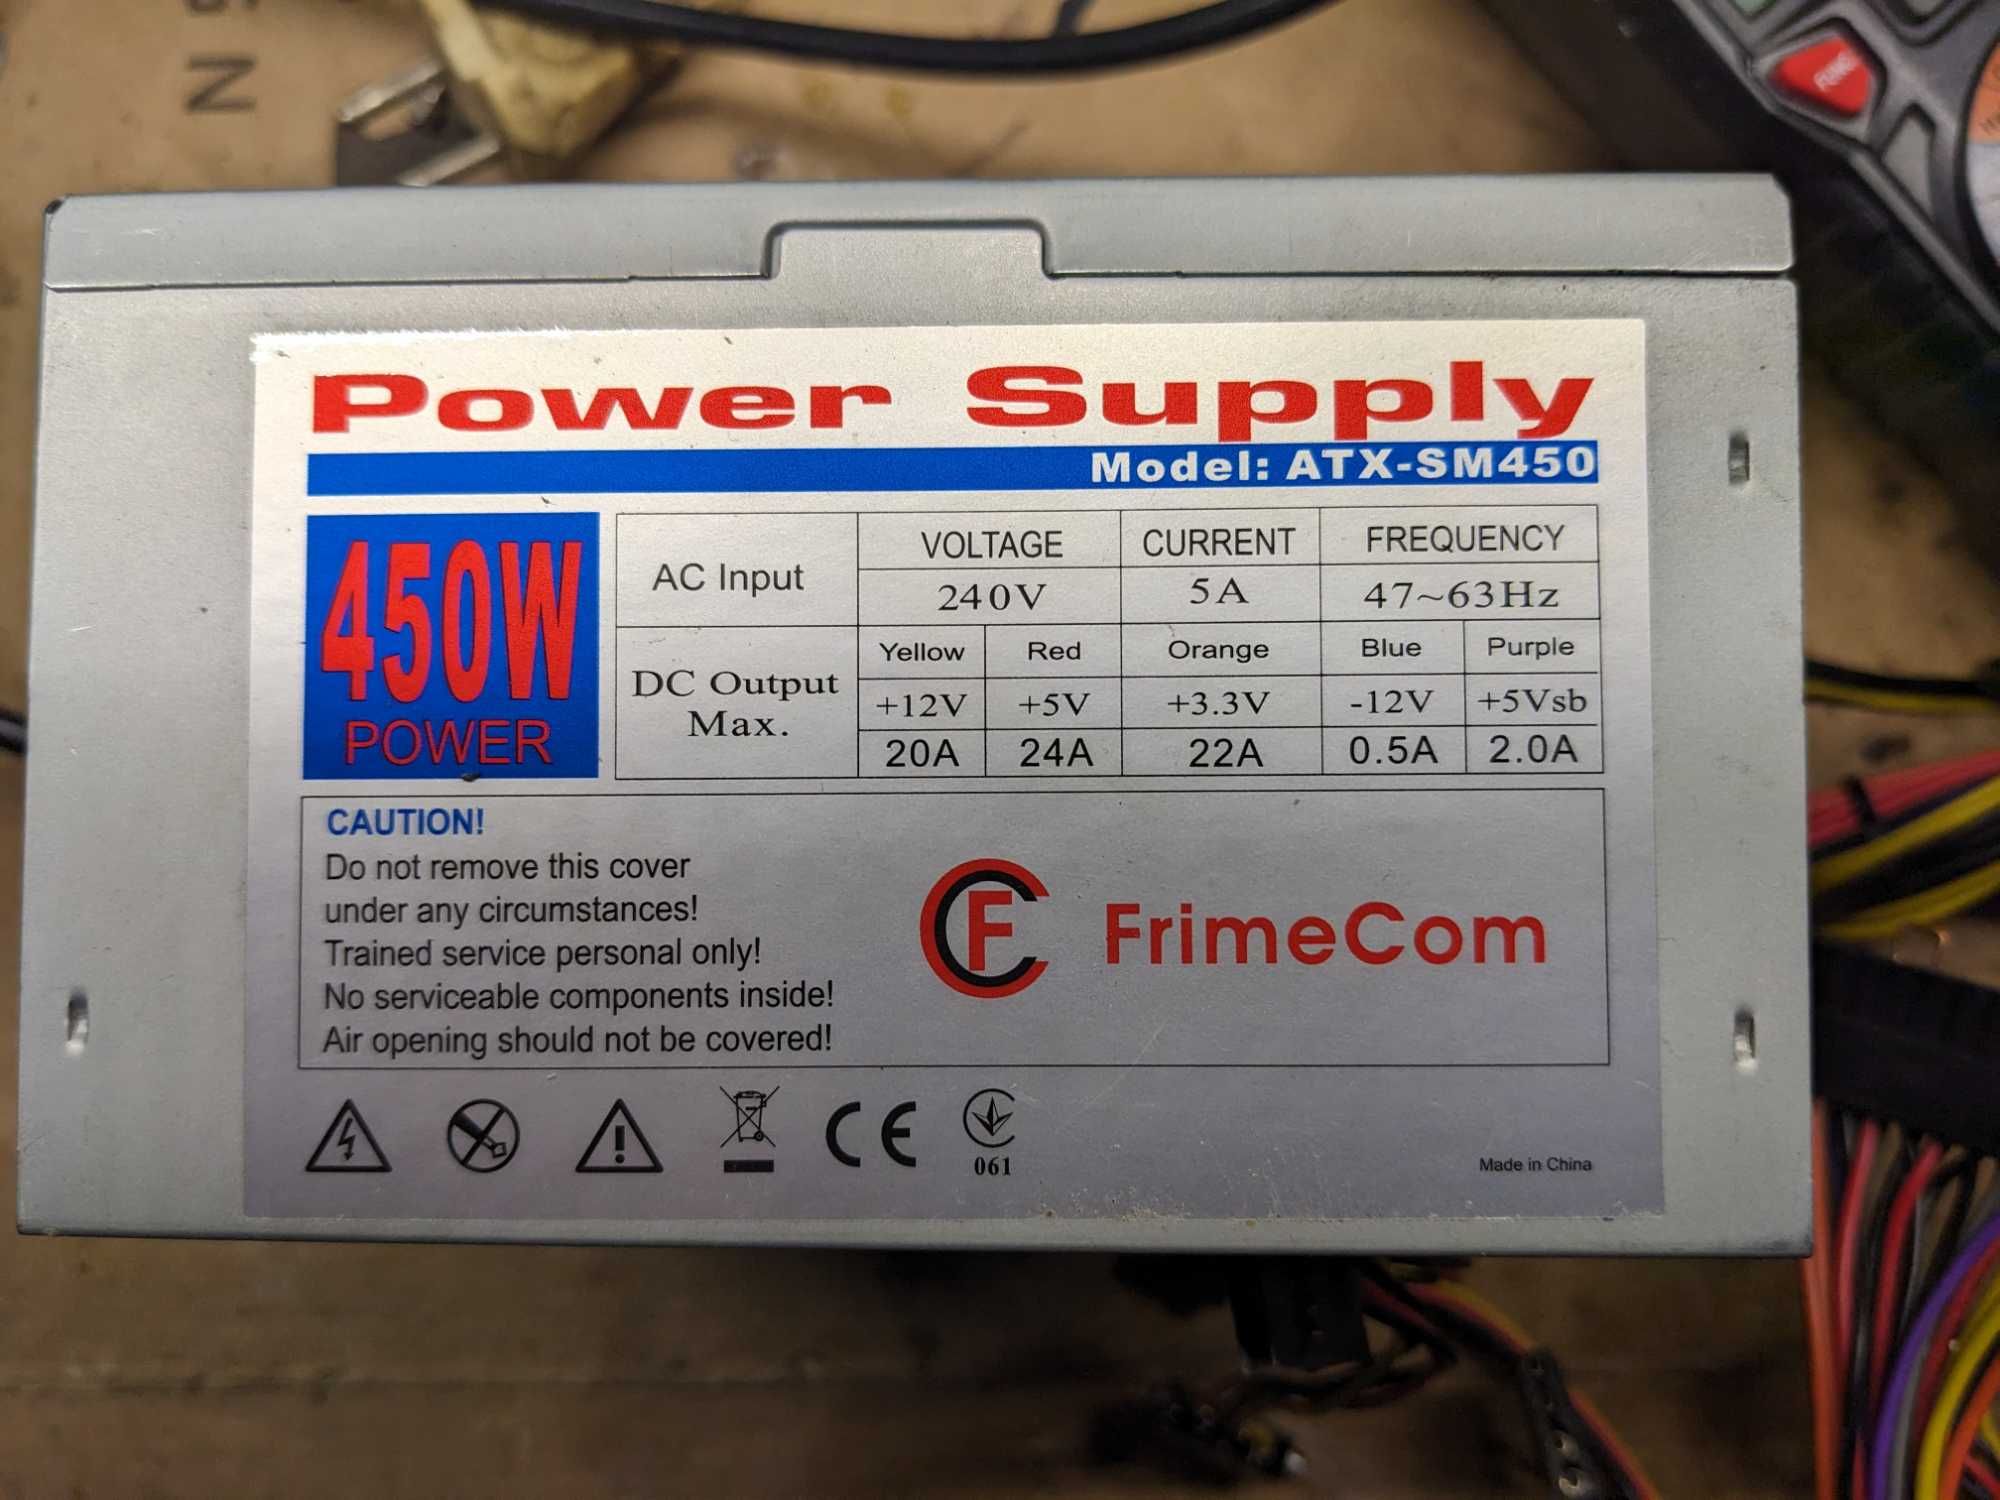 N S
FUNC
Power Supply
Model: ATX-SM450
450W
POWER
AC Input
VOLTAGE CURRENT FREQUENCY
240V 5A 47~63Hz
DC Output
Max.
Yellow Red Orange Blue Purple
+12V +5V +3.3V -12V +5Vsb
20A 24A 22A 0.5A 2.0A
CAUTION!
Do not remove this cover
under any circumstances!
Trained service personal only!
No serviceable components inside!
Air opening should not be covered!
CF FrimeCom
CE
061
Made in China